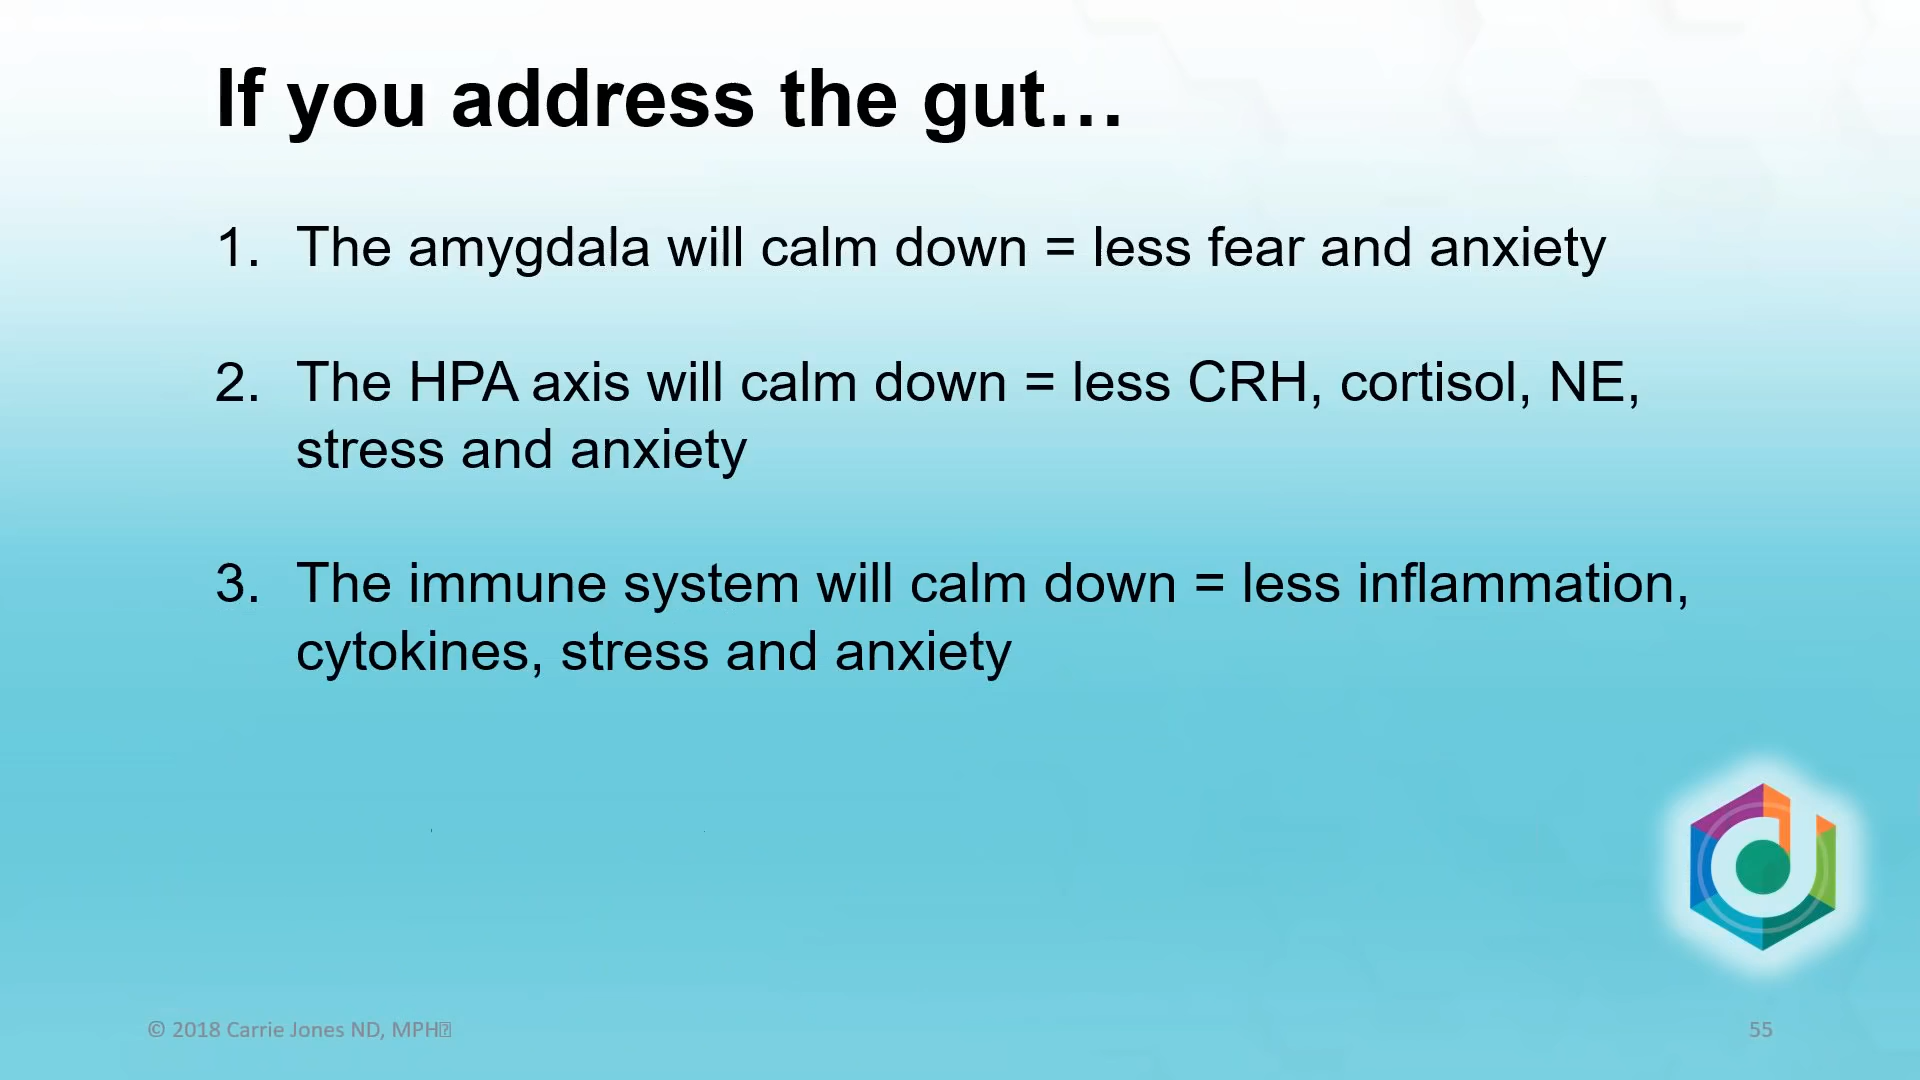 If you address the gut…
1. The amygdala will calm down = less fear and anxiety
2. The HPA axis will calm down = less CRH, cortisol, NE,
stress and anxiety
3. The immune system will calm down = less inflammation,
cytokines, stress and anxiety
© 2018 Carrie Jones ND, MPH
55